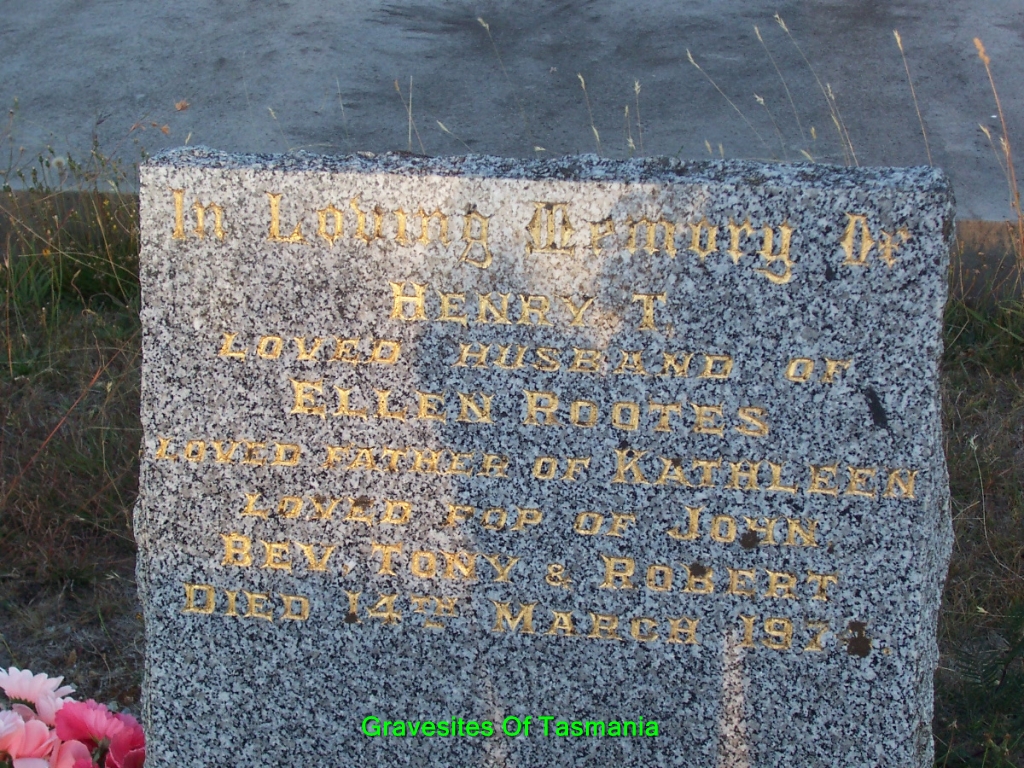 In Loving Memory Of
HENRY T.
LOVED HUSBAND OF
ELLEN ROOTES
LOVED FATHER OF KATHLEEN
LOVED POP OF JOHN,
BEV, TONY & ROBERT
DIED 14TH MARCH
Gravesites Of Tasmania